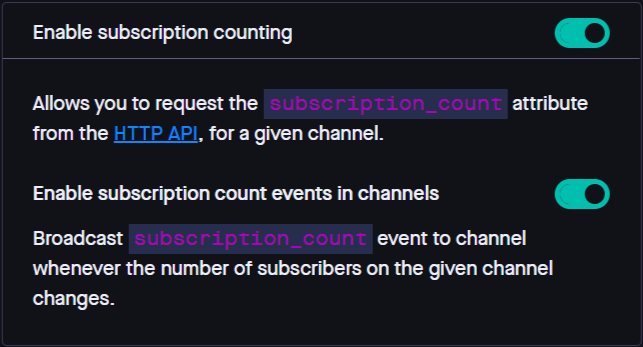 Enable subscription counting
Allows you to request the subscription_count attribute
from the HTTP API, for a given channel.
Enable subscription count events in channels
Broadcast subscription_count event to channel
whenever the number of subscribers on the given channel
changes.